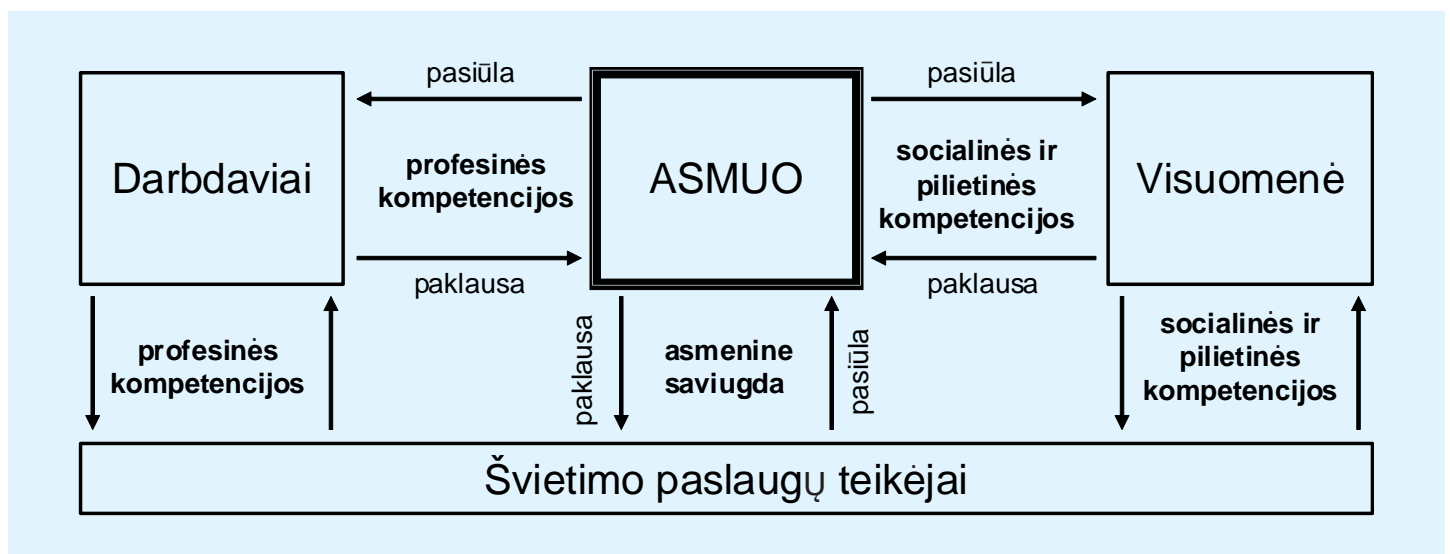 pasiūla
pasiūla
Darbdaviai
profesinės
kompetencijos
ASMUO
socialinės ir
pilietinės
kompetencijos
Visuomenė
paklausa
paklausa
profesinės
kompetencijos
paklausa
asmenine
saviugda
pasiūla
socialinės ir
pilietinės
kompetencijos
Švietimo paslaugų teikėjai